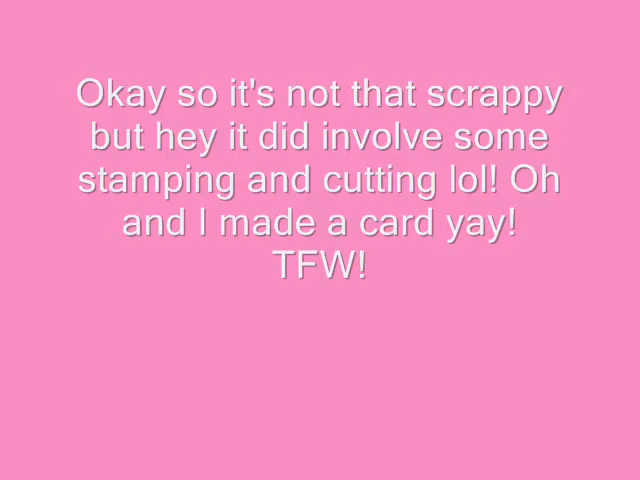 Okay so it's not that scrappy
but hey it did involve some
stamping and cutting lol! Oh
and I made a card yay!
TFW!